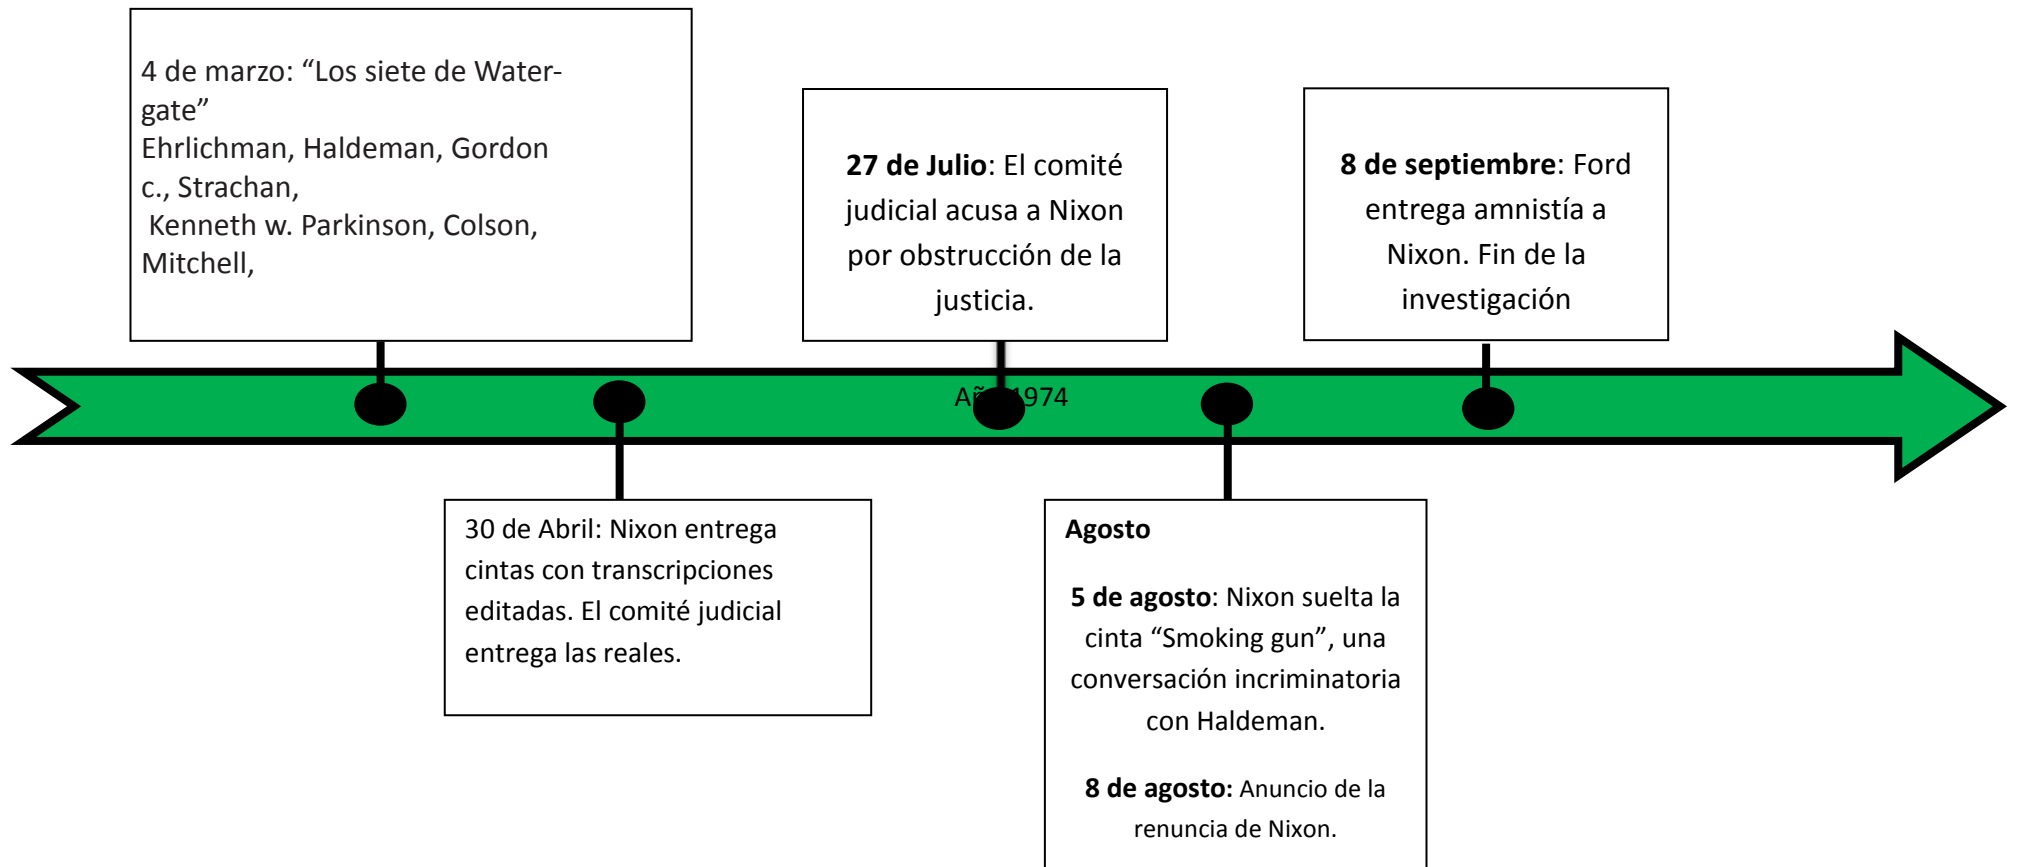 4 de marzo: “Los siete de Water-
gate”
Ehrlichman, Haldeman, Gordon
c., Strachan,
Kenneth w. Parkinson, Colson,
Mitchell,
27 de Julio: El comité
judicial acusa a Nixon
por obstrucción de la
justicia.
8 de septiembre: Ford
entrega amnistía a
Nixon. Fin de la
investigación
1974
30 de Abril: Nixon entrega
cintas con transcripciones
editadas. El comité judicial
entrega las reales.
Agosto
5 de agosto: Nixon suelta la
cinta “Smoking gun”, una
conversación incriminatoria
con Haldeman.
8 de agosto: Anuncio de la
renuncia de Nixon.